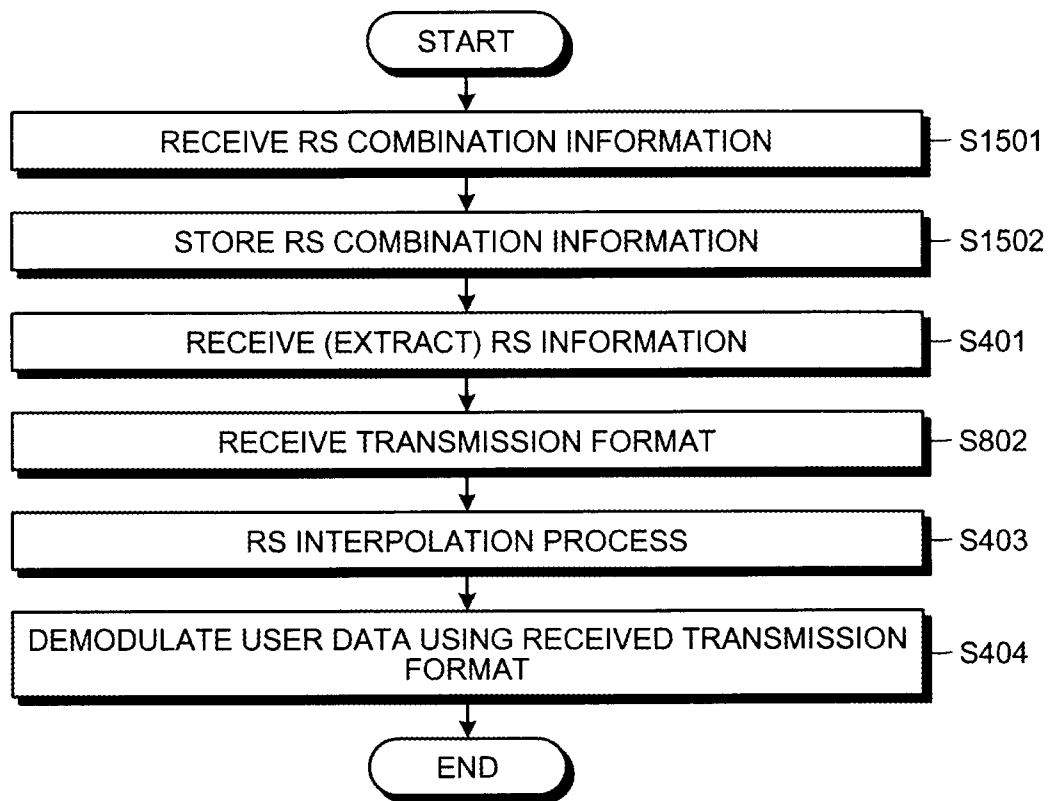 START
RECEIVE RS COMBINATION INFORMATION
S1501
STORE RS COMBINATION INFORMATION
S1502
RECEIVE (EXTRACT) RS INFORMATION
S401
RECEIVE TRANSMISSION FORMAT
S802
RS INTERPOLATION PROCESS
S403
DEMODULATE USER DATA USING RECEIVED TRANSMISSION
FORMAT
S404
END